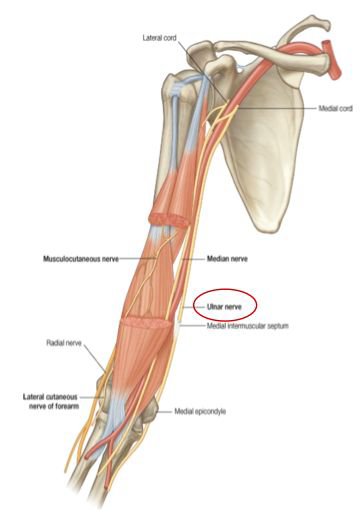 Lateral cord
Medial cord
Musculocutaneous nerve
Median nerve
Ulnar nerve
Medial intermuscular septum
Radial nerve
Lateral cutaneous
nerve of forearm
Medial epicondyle